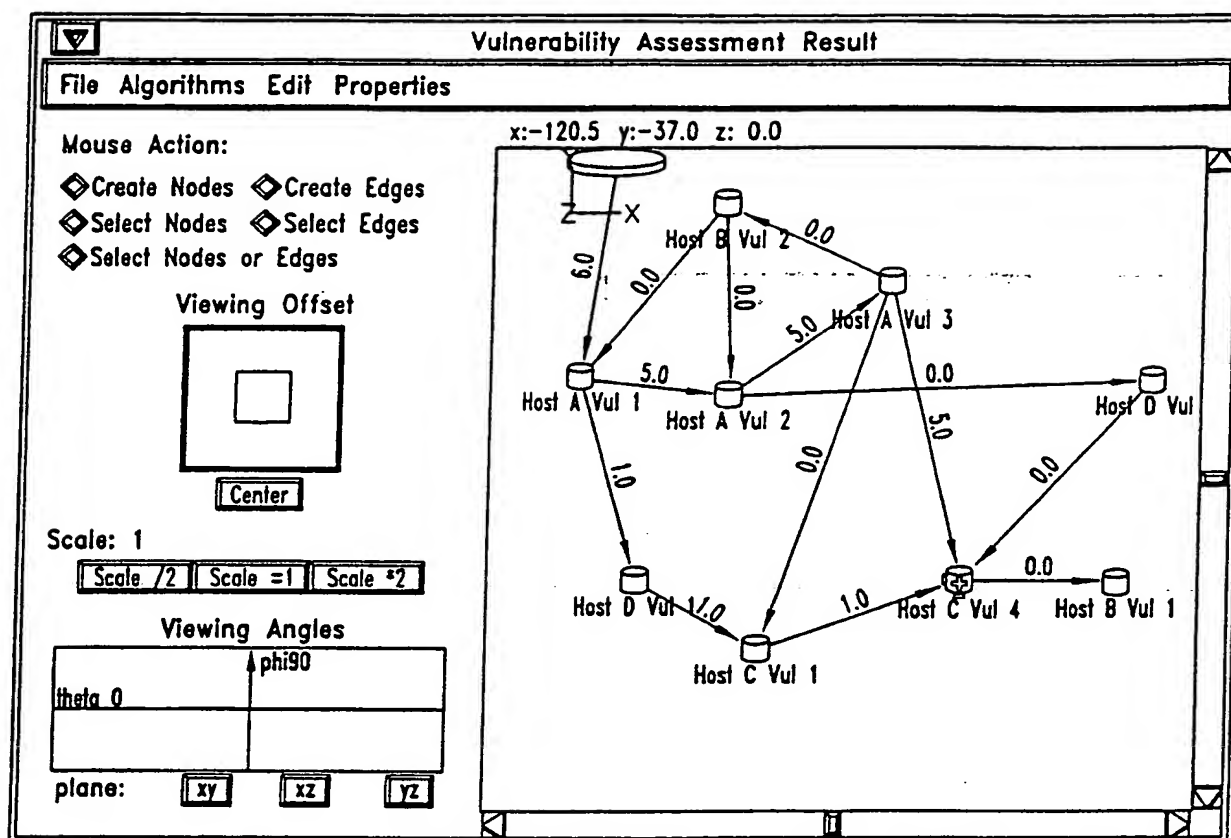 Vulnerability Assessment Result
File Algorithms Edit Properties
Mouse Action:
Create Nodes Create Edges
Select Nodes Select Edges
Select Nodes or Edges
Viewing Offset
Center
Scale: 1
Scale /2 Scale =1 Scale *2
Viewing Angles
phi90
theta 0
plane: xy xz yz
x:-120.5 y:-37.0 z: 0.0
Y
Z X
Host B Vul 2
0.0
6.0
0.0
0.0
5.0
Host A Vul 3
5.0
0.0
Host A Vul 1
Host A Vul 2
Host D Vul
5.0
0.0
1.0
0.0
Host D Vul 1
1.0
1.0
Host C Vul 4
0.0
Host B Vul 1
Host C Vul 1